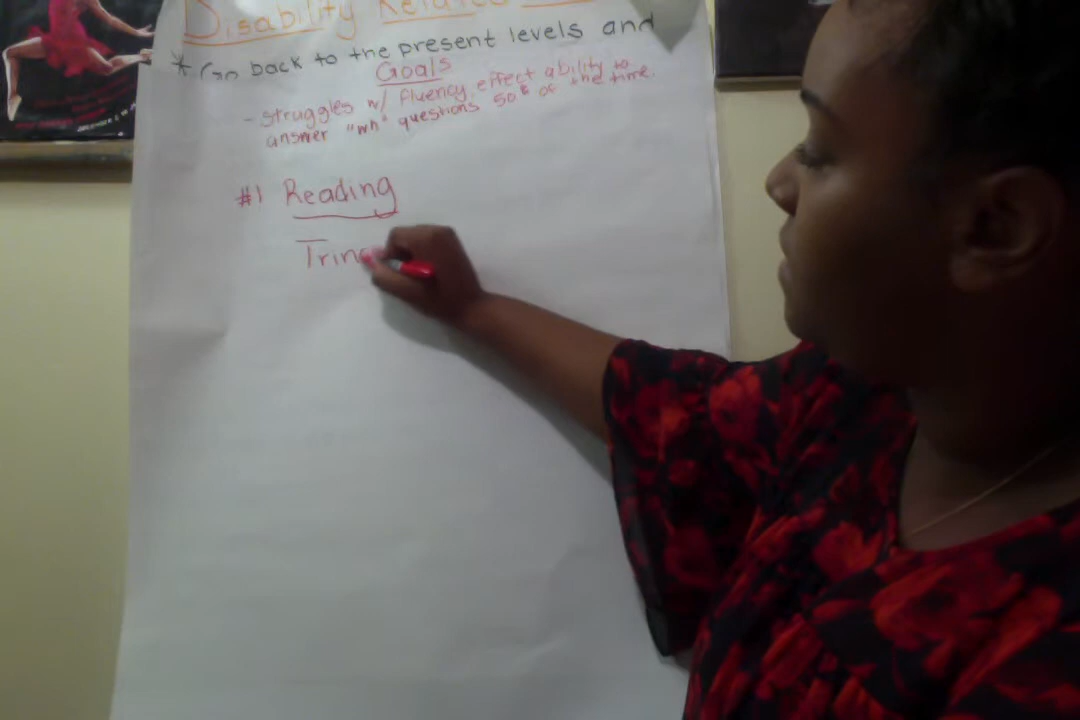 Disability Related
* Go back to the present levels and
Goals
- struggles w/ fluency, effect ability to
answer "wh" questions 50% of the time.
#1 Reading
Trin